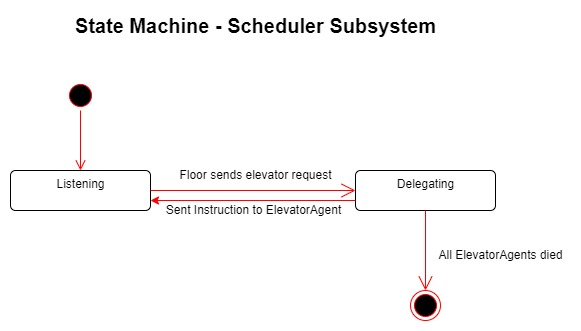 State Machine - Scheduler Subsystem
Listening
Floor sends elevator request
Delegating
Sent Instruction to ElevatorAgent
All ElevatorAgents died